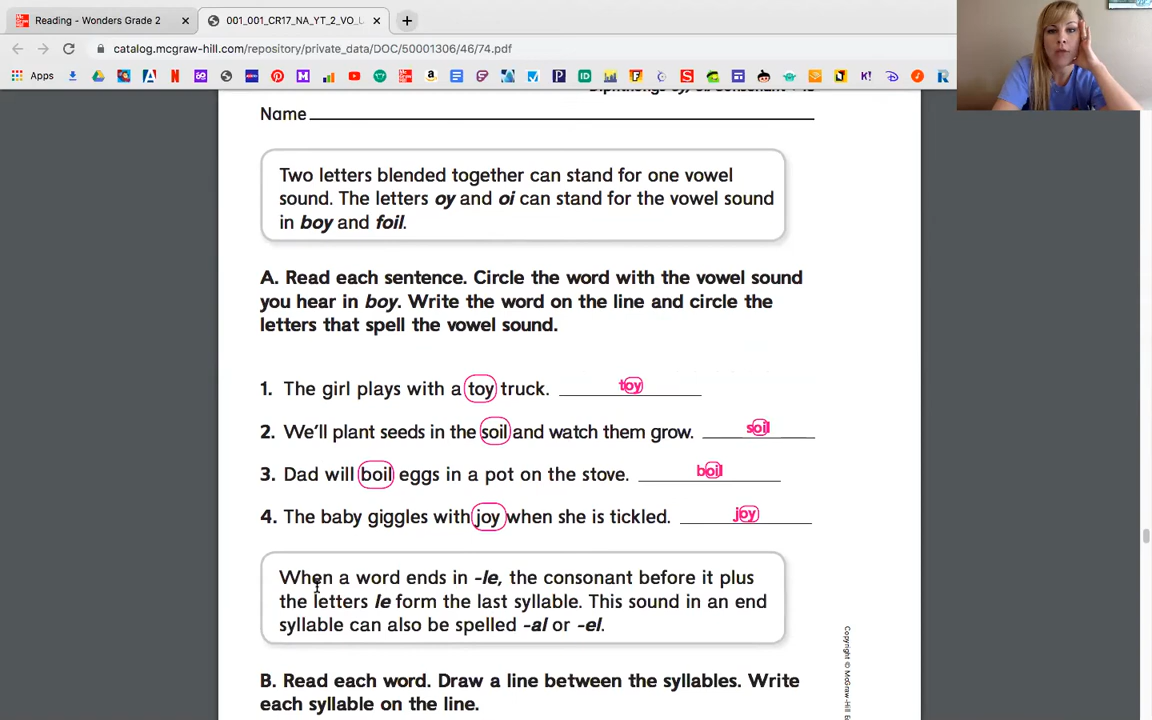 Reading - Wonders Grade 2
001_001_CR17_NA_YT_2_VO_L
catalog.mcgraw-hill.com/repository/private_data/DOC/50001306/46/74.pdf
Apps
Name
Two letters blended together can stand for one vowel
sound. The letters oy and oi can stand for the vowel sound
in boy and foil.
A. Read each sentence. Circle the word with the vowel sound
you hear in boy. Write the word on the line and circle the
letters that spell the vowel sound.
1. The girl plays with a toy truck. toy
2. We'll plant seeds in the soil and watch them grow. soil
3. Dad will boil eggs in a pot on the stove. boil
4. The baby giggles with joy when she is tickled. joy
When a word ends in -le, the consonant before it plus
the letters le form the last syllable. This sound in an end
syllable can also be spelled -al or -el.
B. Read each word. Draw a line between the syllables. Write
each syllable on the line.
Copyright © McGraw-Hill